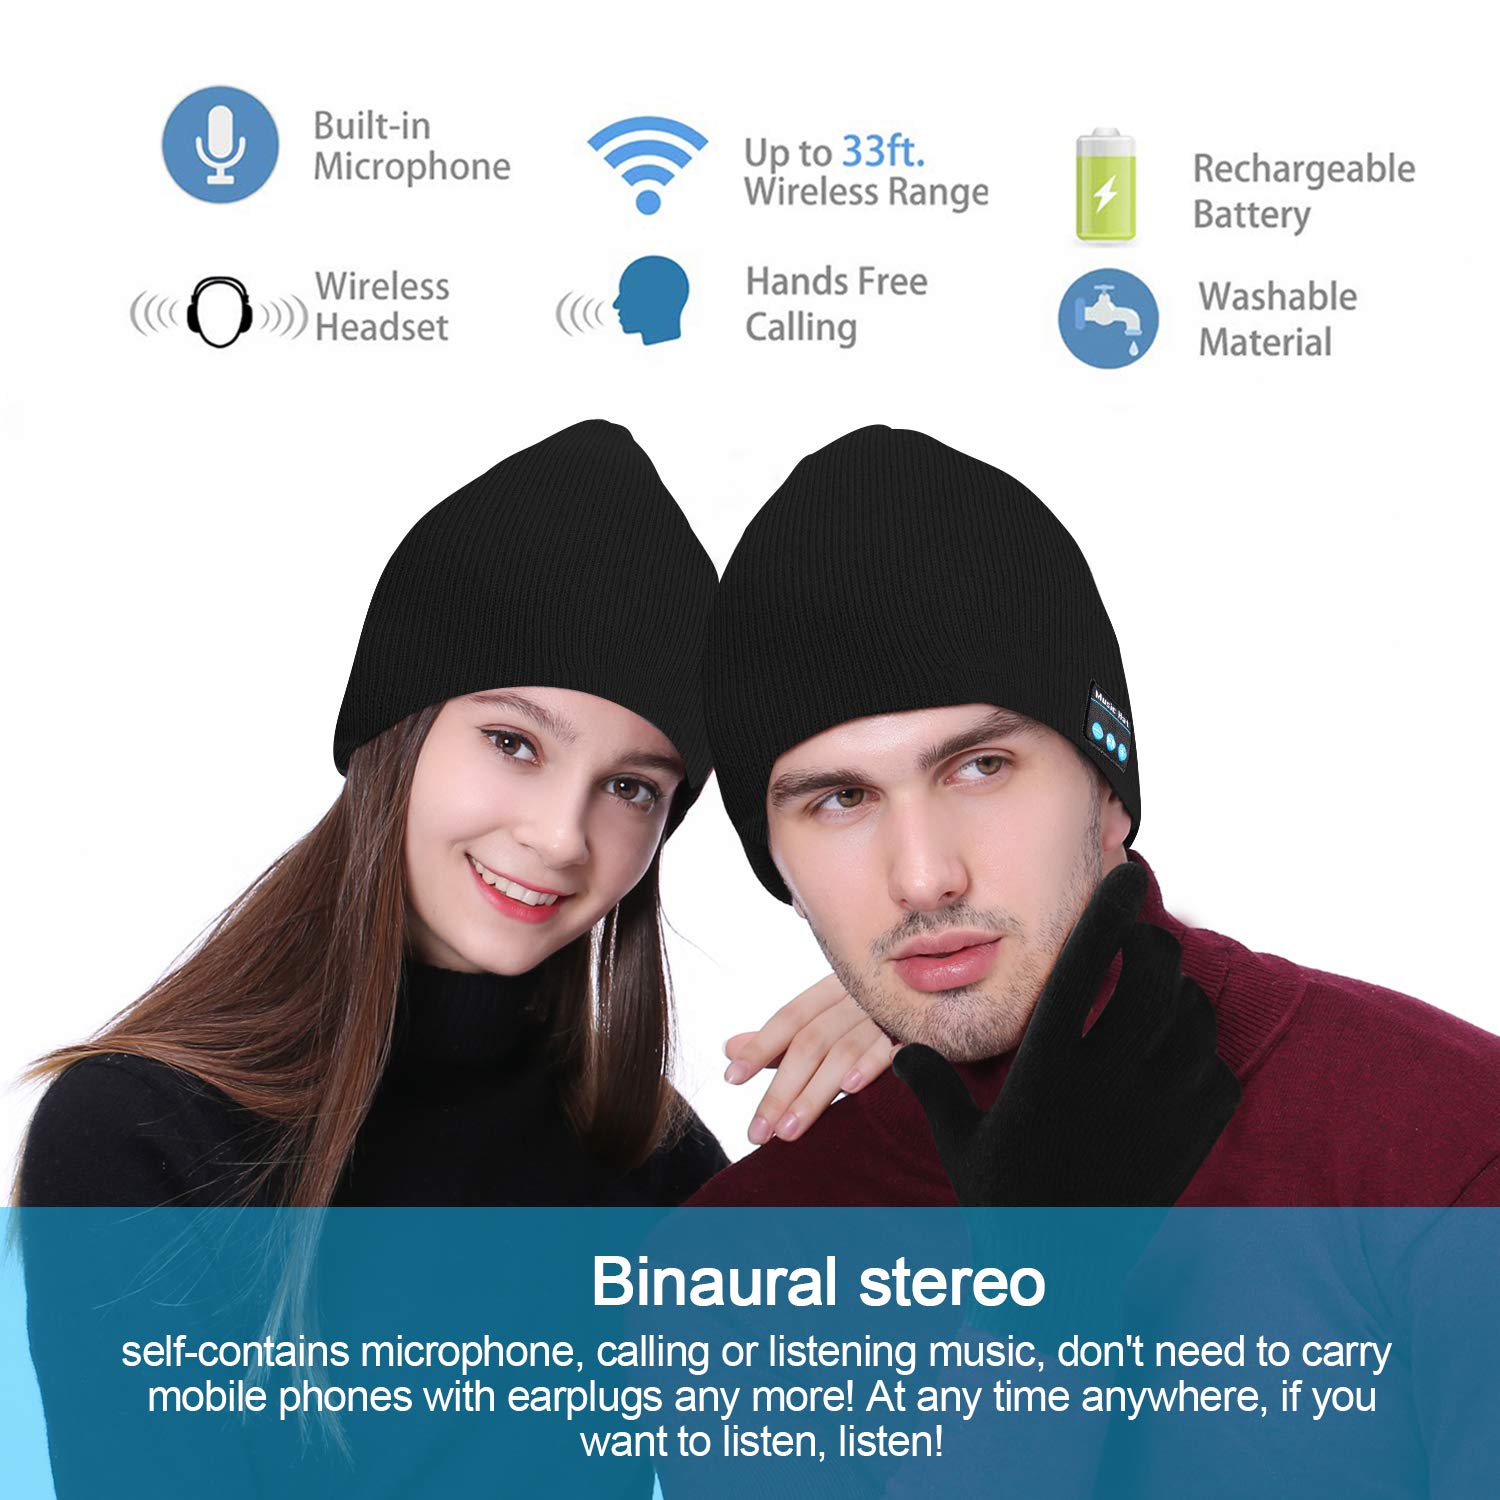 Built-in
Microphone
Up to 33ft.
Wireless Range
Rechargeable
Battery
Wireless
Headset
Hands Free
Calling
Washable
Material
Music Hat
Binaural stereo
self-contains microphone, calling or listening music, don't need to carry
mobile phones with earplugs any more! At any time anywhere, if you
want to listen, listen!